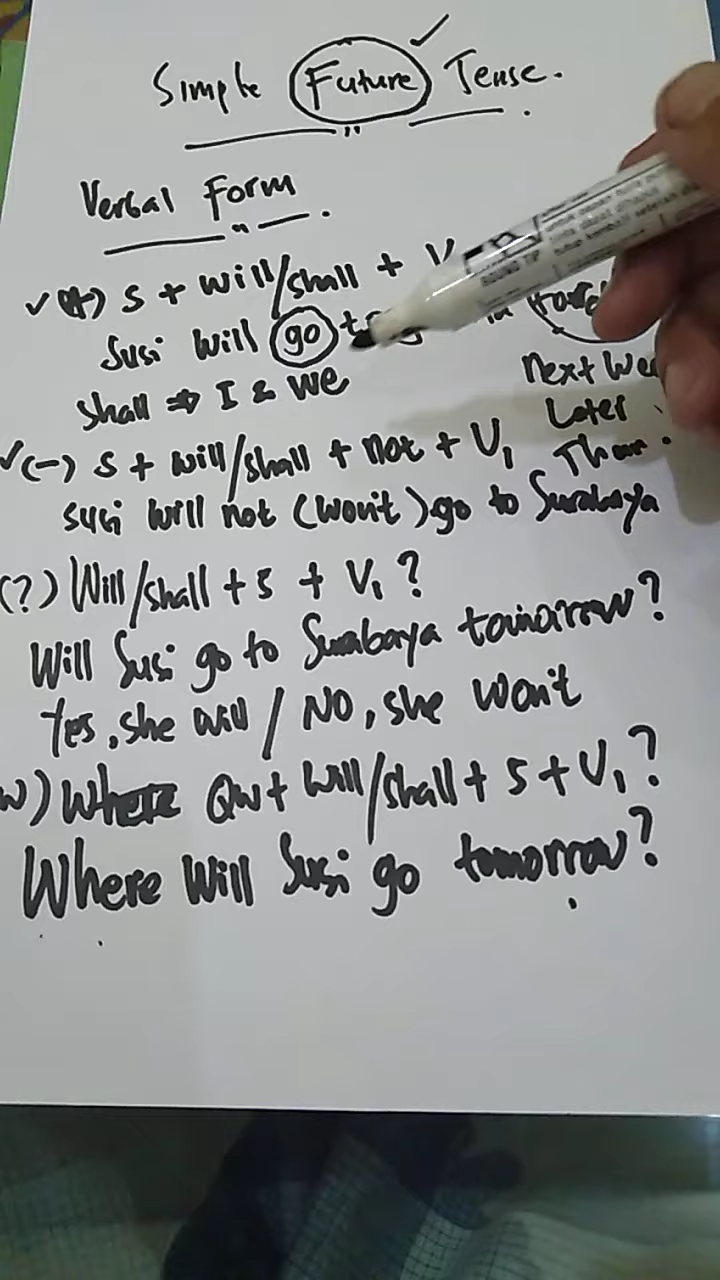 Simple Future Tense.
Verbal Form
(+) S + will/shall + V
Susi will go to
Shall ⇒ I & We
Next We
Later
(-) S + will/shall + not + V₁
Susi will not (won't) go to Surabaya
(?) Will/shall + S + V₁ ?
Will Susi go to Surabaya tomorrow?
Yes, she will / NO, she won't
W) Where QW+ will/shall + S + V₁ ?
Where Will Susi go tomorrow?